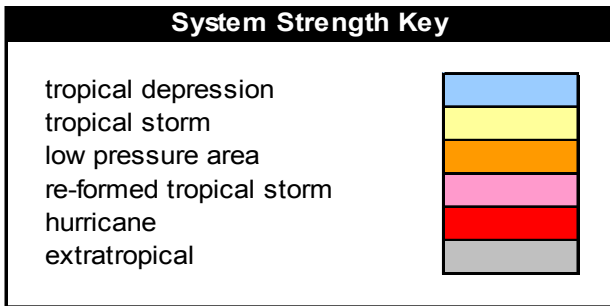 System Strength Key
tropical depression
tropical storm
low pressure area
re-formed tropical storm
hurricane
extratropical